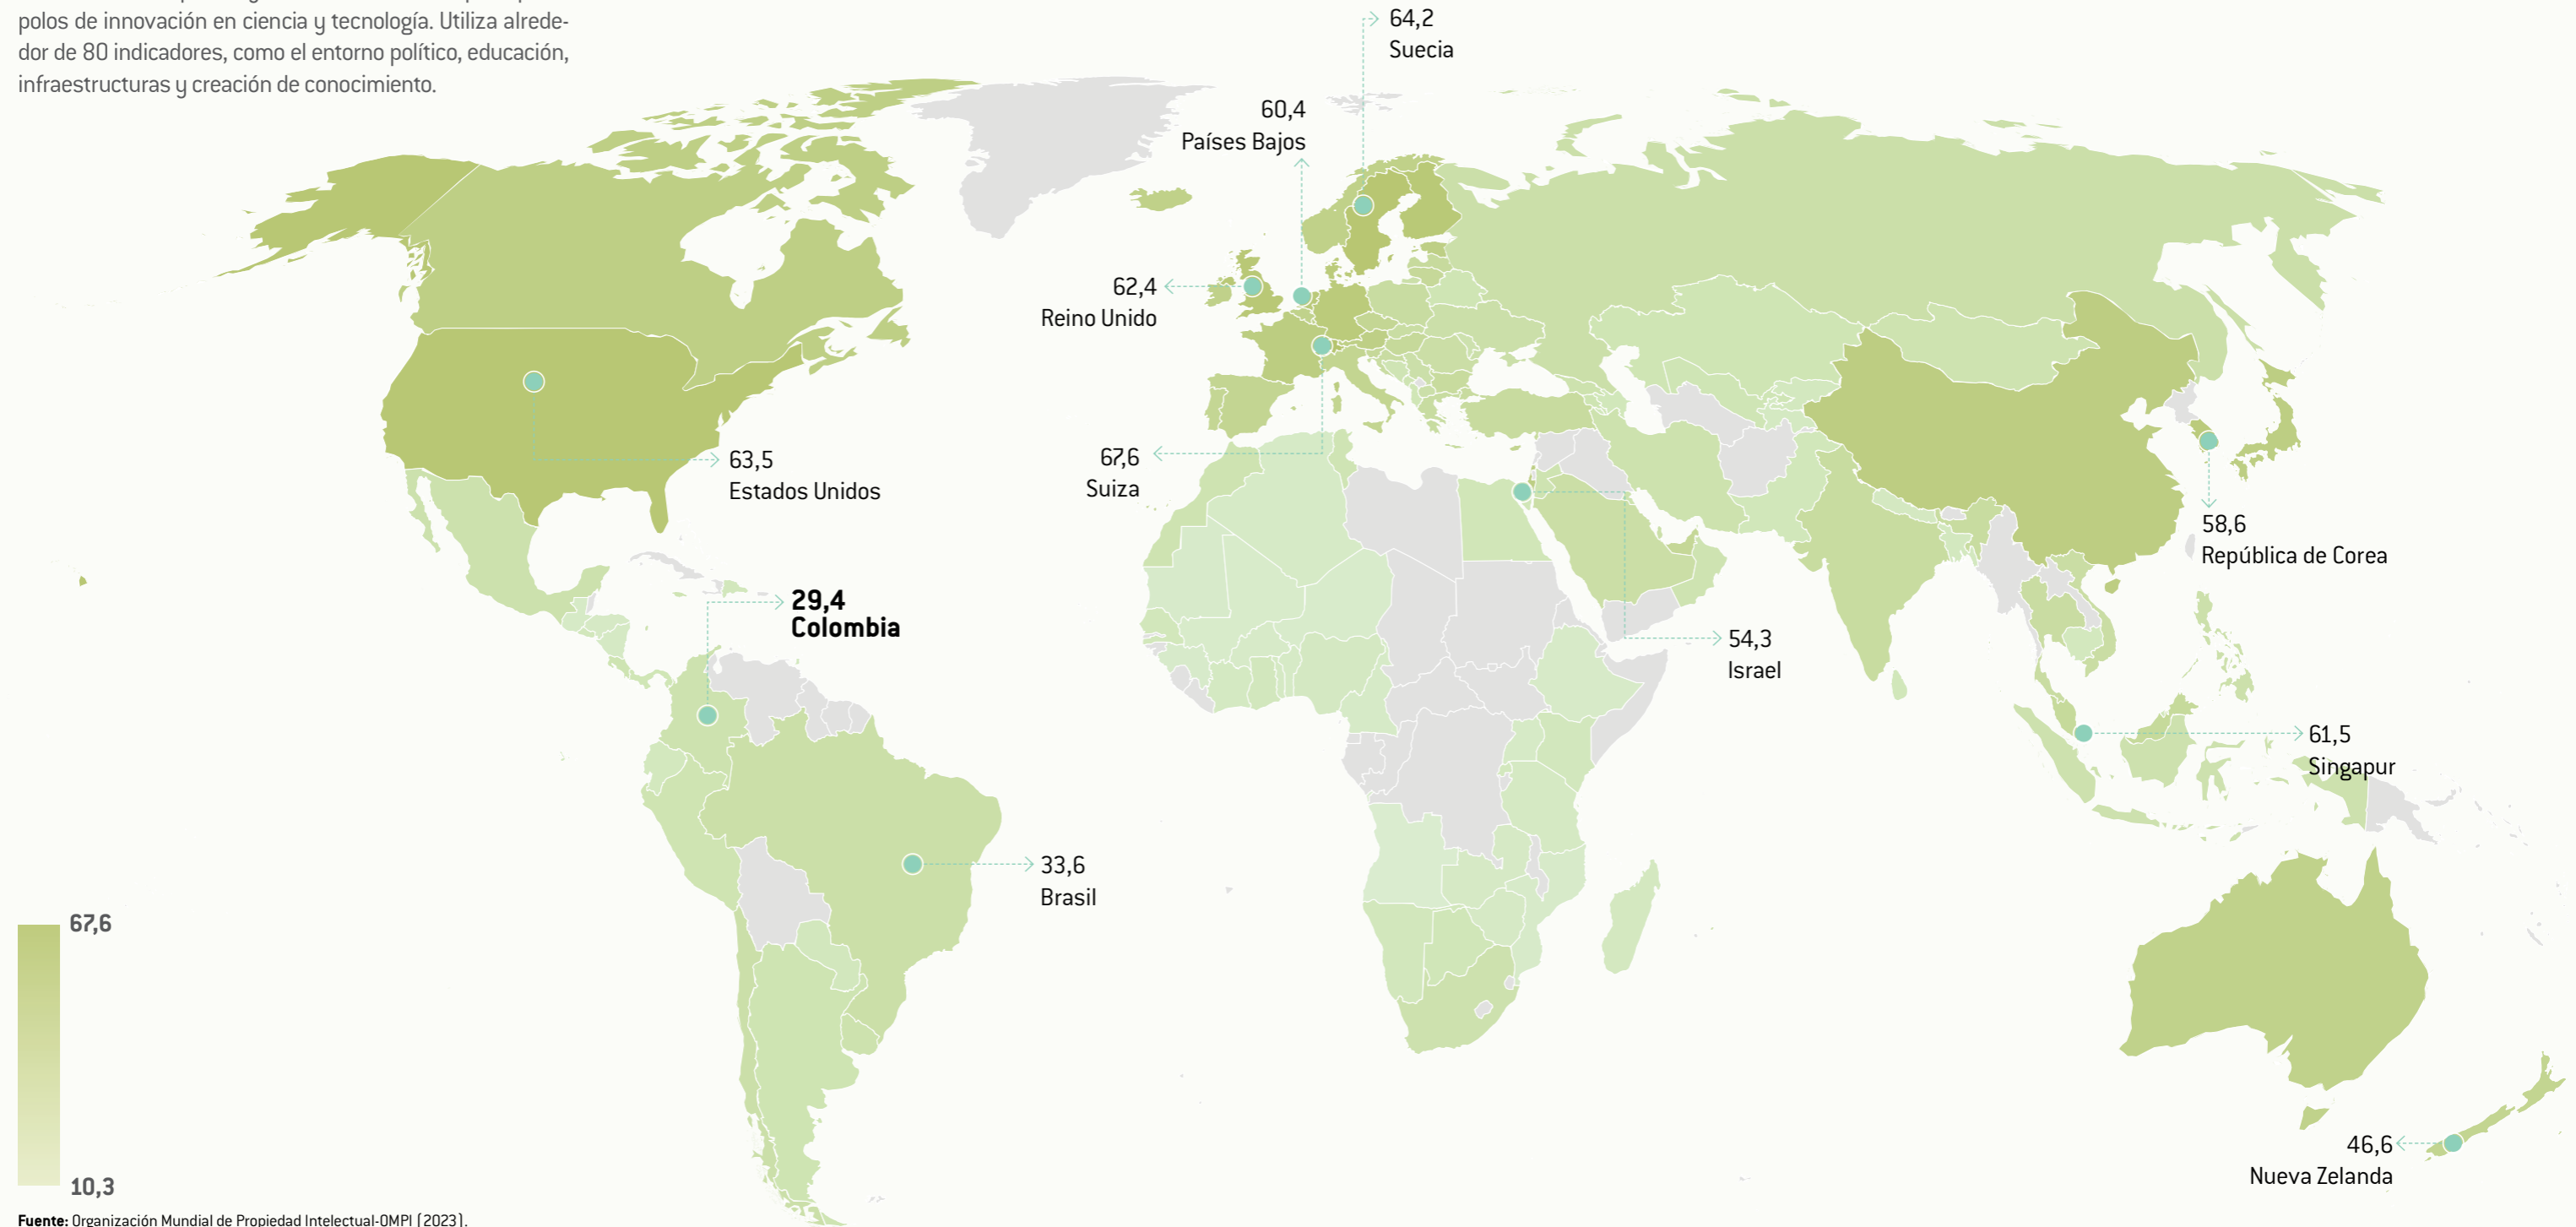 polos de innovación en ciencia y tecnología. Utiliza alrede-
dor de 80 indicadores, como el entorno político, educación,
infraestructuras y creación de conocimiento.
64,2
Suecia
60,4
Países Bajos
62,4
Reino Unido
63,5
Estados Unidos
67,6
Suiza
58,6
República de Corea
29,4
Colombia
54,3
Israel
61,5
Singapur
33,6
Brasil
67,6
10,3
46,6
Nueva Zelanda
Fuente: Organización Mundial de Propiedad Intelectual-OMPI (2023).